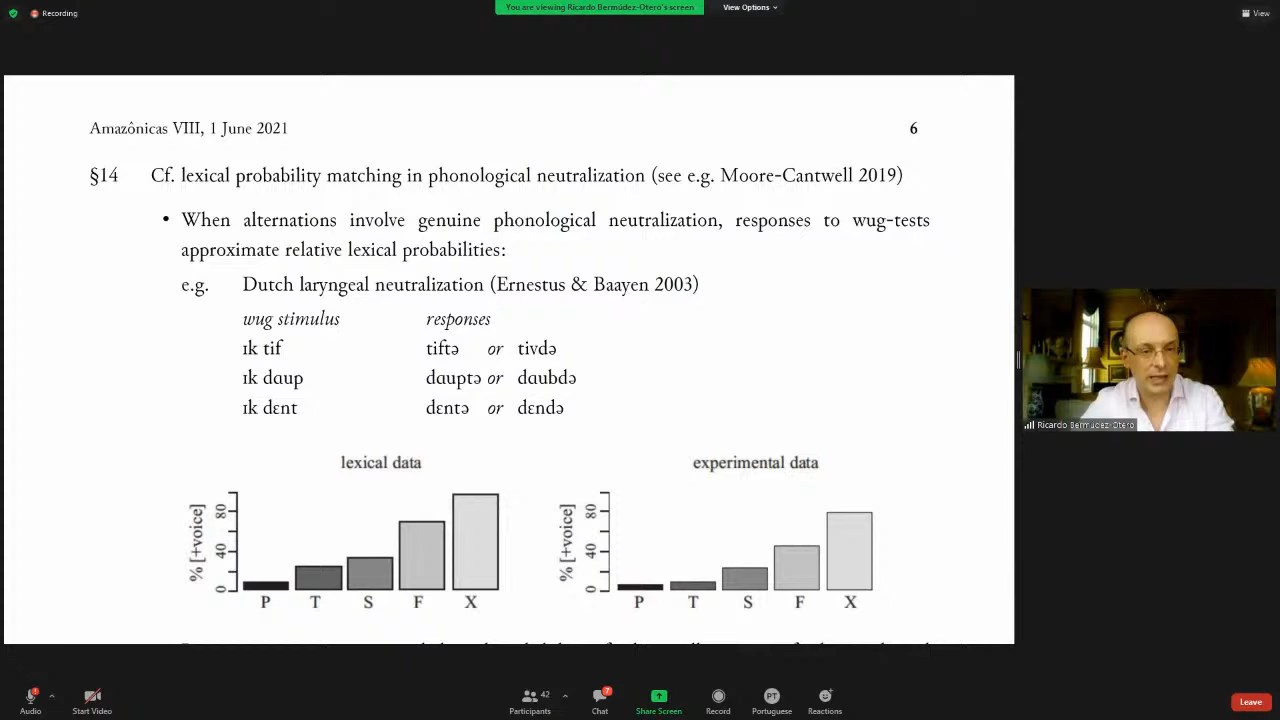 Recording
You are viewing Ricardo Bermúdez-Otero's screen
View Options
View
Amazônicas VIII, 1 June 2021
6
§14 Cf. lexical probability matching in phonological neutralization (see e.g. Moore-Cantwell 2019)
• When alternations involve genuine phonological neutralization, responses to wug-tests
approximate relative lexical probabilities:
e.g. Dutch laryngeal neutralization (Ernestus & Baayen 2003)
wug stimulus responses
ɪk tif tiftə or tivdə
ɪk dɑup dɑuptə or dɑubdə
ɪk dɛnt dɛntə or dɛndə
lexical data
% [+voice]
0 40 80
P T S F X
experimental data
% [+voice]
0 40 80
P T S F X
Ricardo Bermúdez-Otero
Audio
Start Video
Participants 42
Chat 7
Share Screen
Record
PT
Portuguese
Reactions
Leave